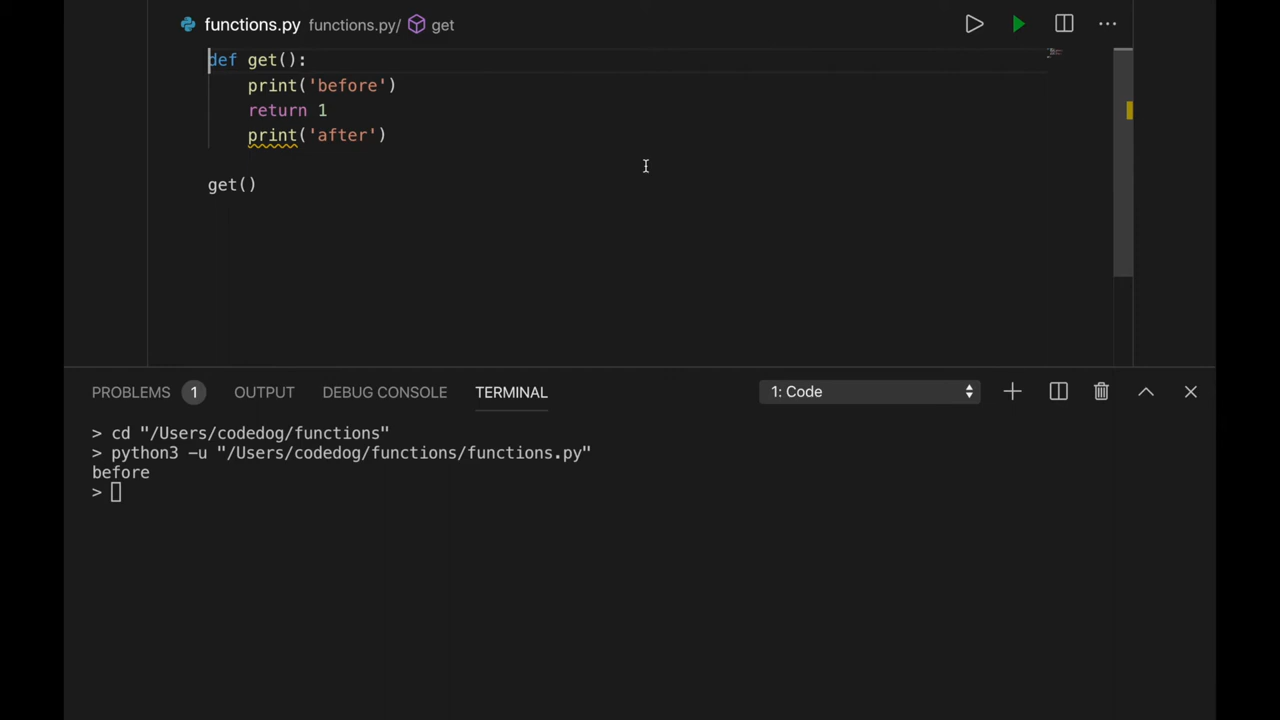 functions.py functions.py/ get
def get():
    print('before')
    return 1
    print('after')
get()
PROBLEMS 1 OUTPUT DEBUG CONSOLE TERMINAL 1: Code
> cd "/Users/codedog/functions"
> python3 -u "/Users/codedog/functions/functions.py"
before
>